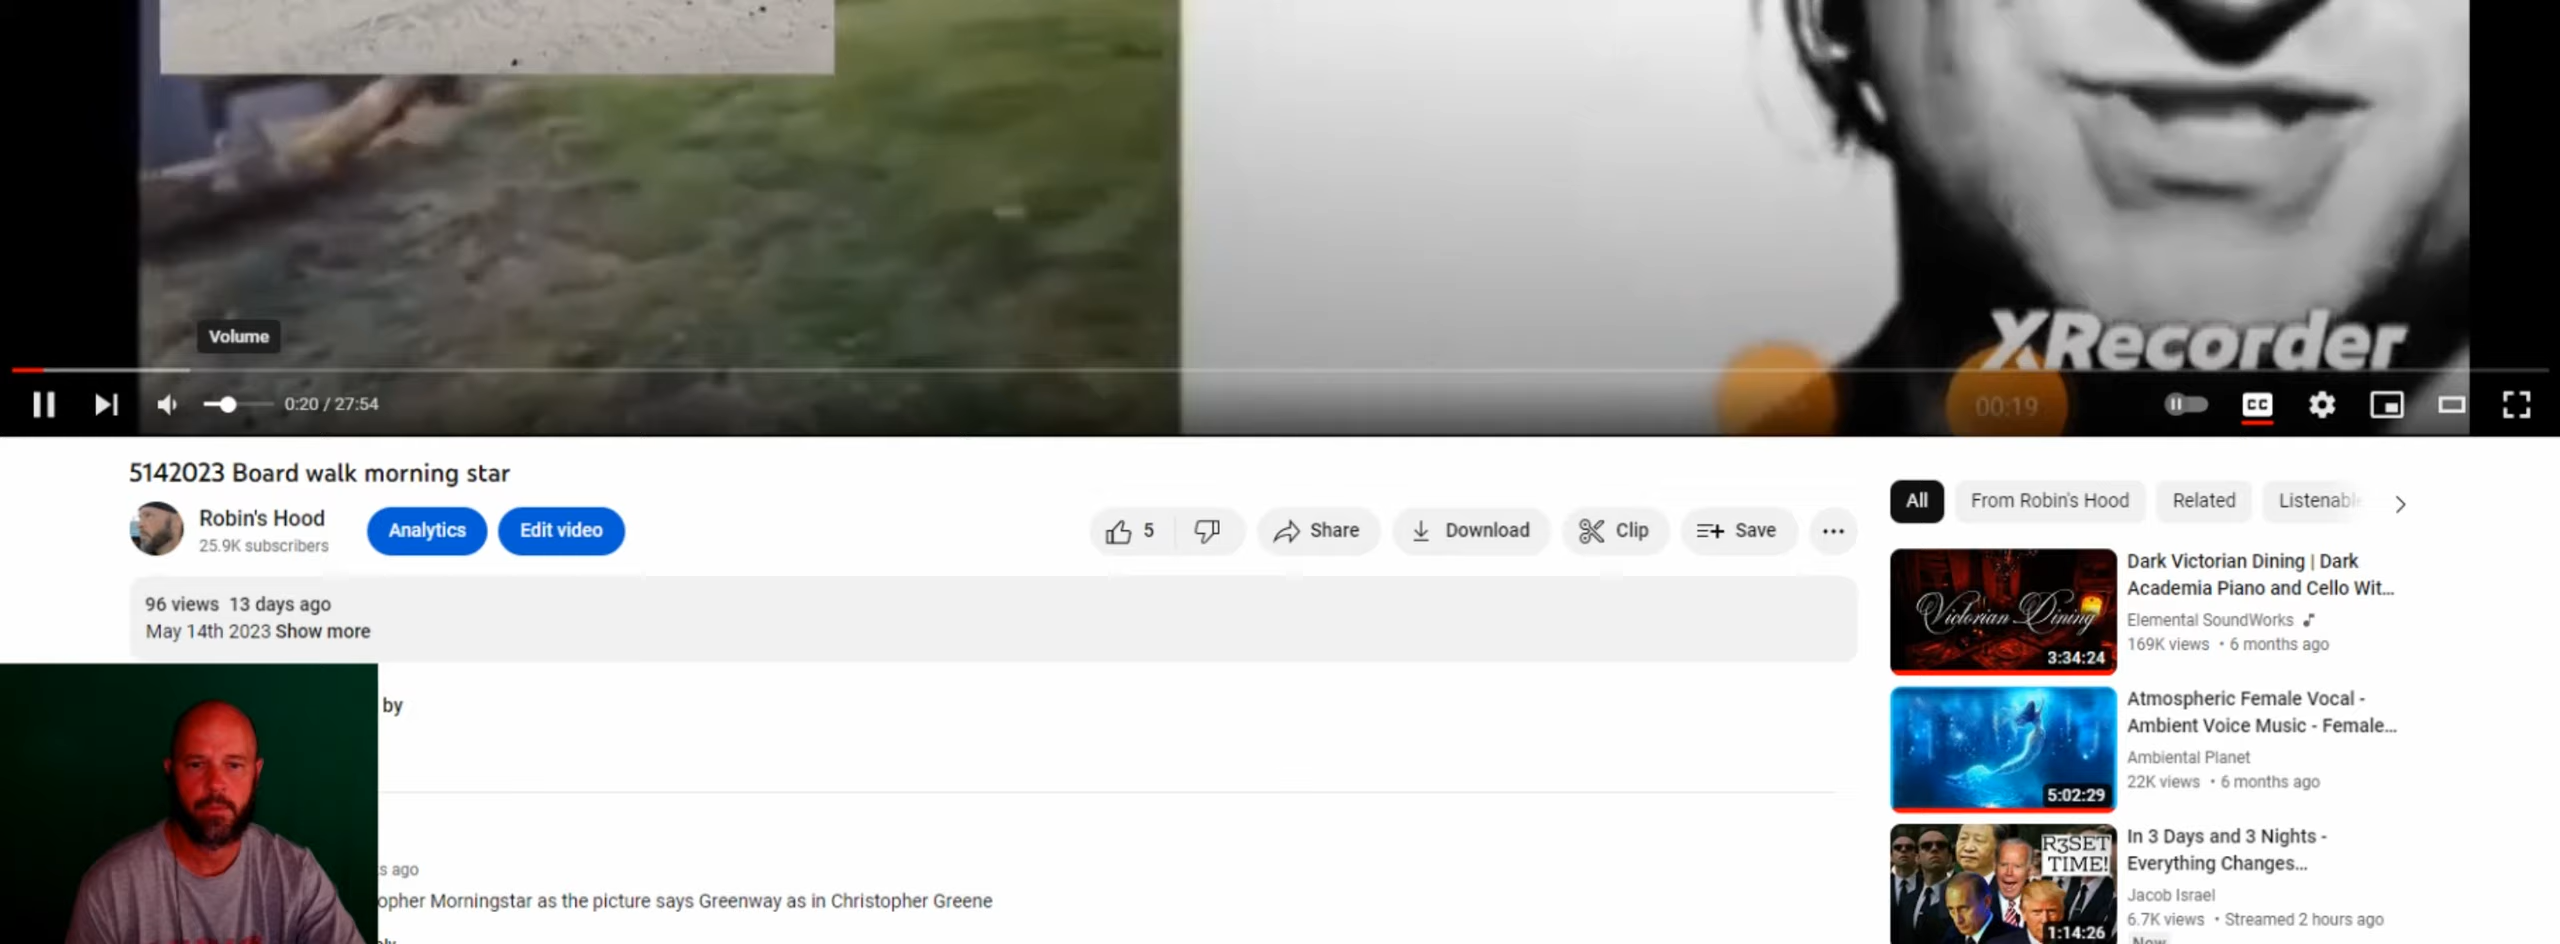 Volume
XRecorder
0:20 / 27:54
00:19
CC
5142023 Board walk morning star
Robin's Hood
25.9K subscribers
Analytics
Edit video
5
Share
Download
Clip
Save
96 views 13 days ago
May 14th 2023 Show more
by
s ago
opher Morningstar as the picture says Greenway as in Christopher Greene
All
From Robin's Hood
Related
Listenable
Victorian Dining
3:34:24
Dark Victorian Dining | Dark
Academia Piano and Cello Wit...
Elemental SoundWorks
169K views • 6 months ago
5:02:29
Atmospheric Female Vocal -
Ambient Voice Music - Female...
Ambiental Planet
22K views • 6 months ago
R3SET
TIME!
1:14:26
In 3 Days and 3 Nights -
Everything Changes...
Jacob Israel
6.7K views • Streamed 2 hours ago
New